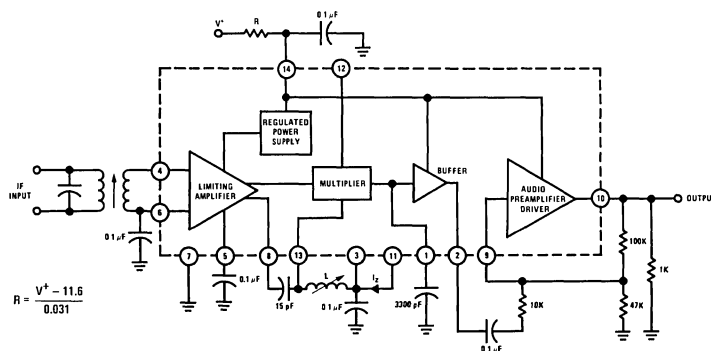 V+
R
0.1 μF
14
12
REGULATED
POWER
SUPPLY
IF
INPUT
4
6
LIMITING
AMPLIFIER
MULTIPLIER
BUFFER
AUDIO
PREAMPLIFIER
DRIVER
10
OUTPUT
0.1 μF
7
5
8
13
3
11
1
2
9
100K
1K
0.1 μF
15 pF
L
Iz
0.1 μF
3300 pF
10K
47K
0.1 μF
R = V+ − 11.6
0.031